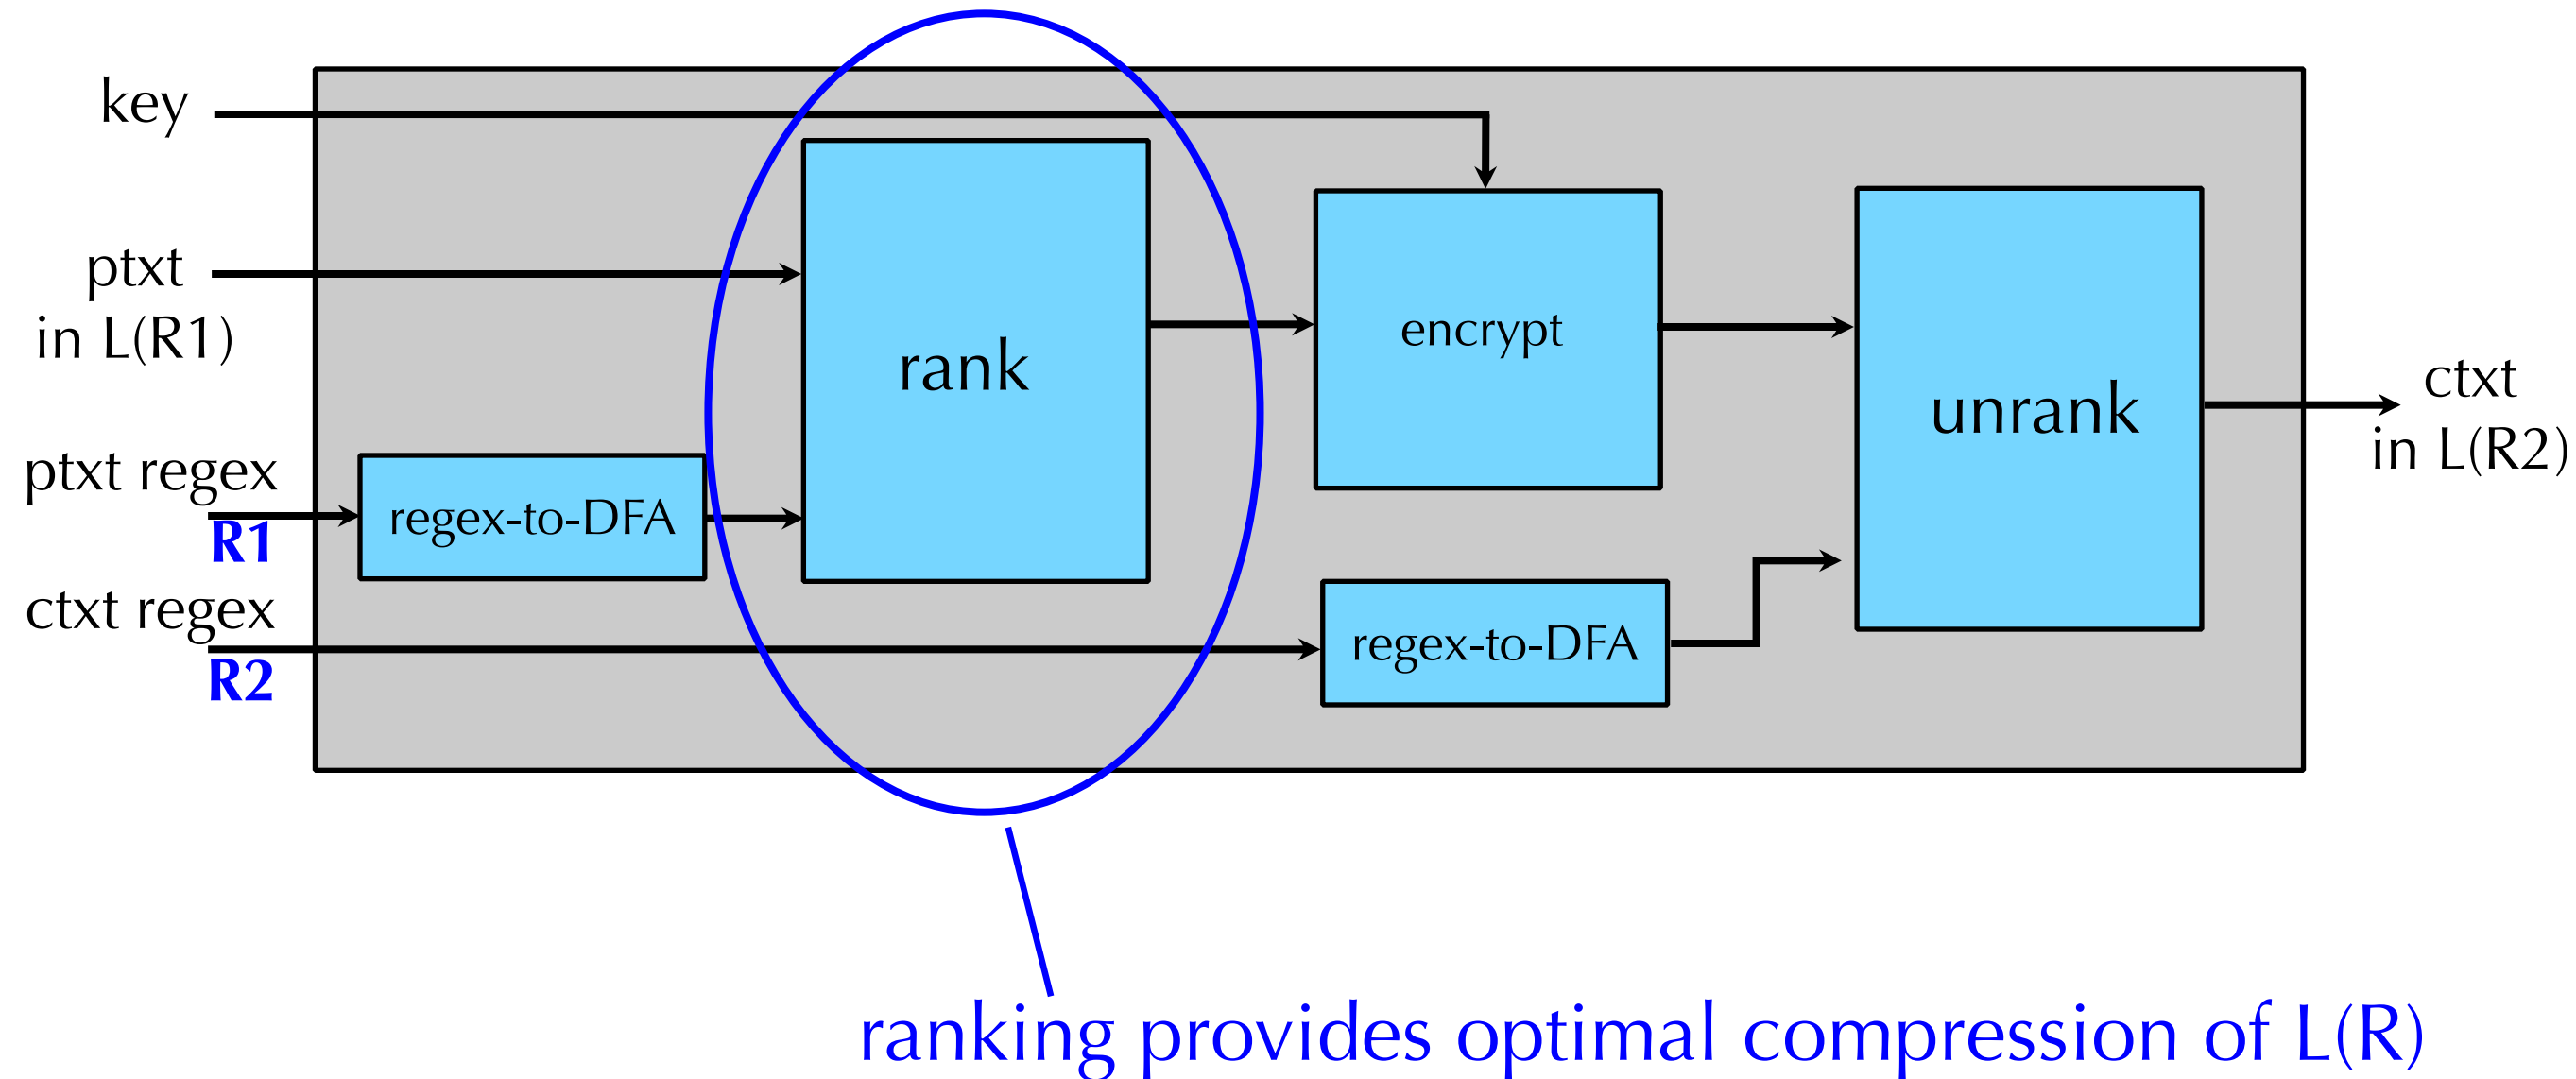 key
ptxt
in L(R1)
ptxt regex
R1
ctxt regex
R2
regex-to-DFA
rank
encrypt
regex-to-DFA
unrank
ctxt
in L(R2)
ranking provides optimal compression of L(R)